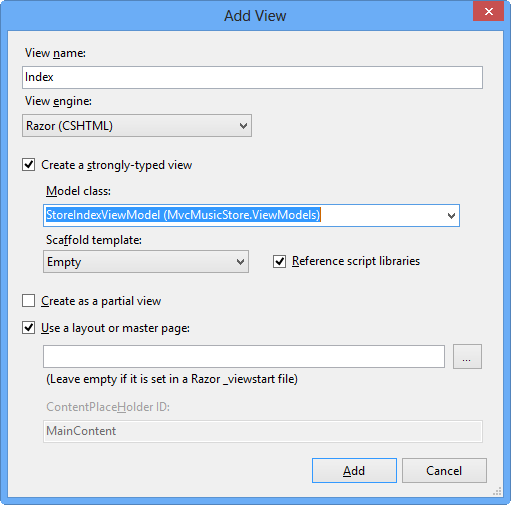 Add View
View name:
Index
View engine:
Razor (CSHTML)
Create a strongly-typed view
Model class:
StoreIndexViewModel (MvcMusicStore.ViewModels)
Scaffold template:
Empty
Reference script libraries
Create as a partial view
Use a layout or master page:
...
(Leave empty if it is set in a Razor _viewstart file)
ContentPlaceHolder ID:
MainContent
Add
Cancel